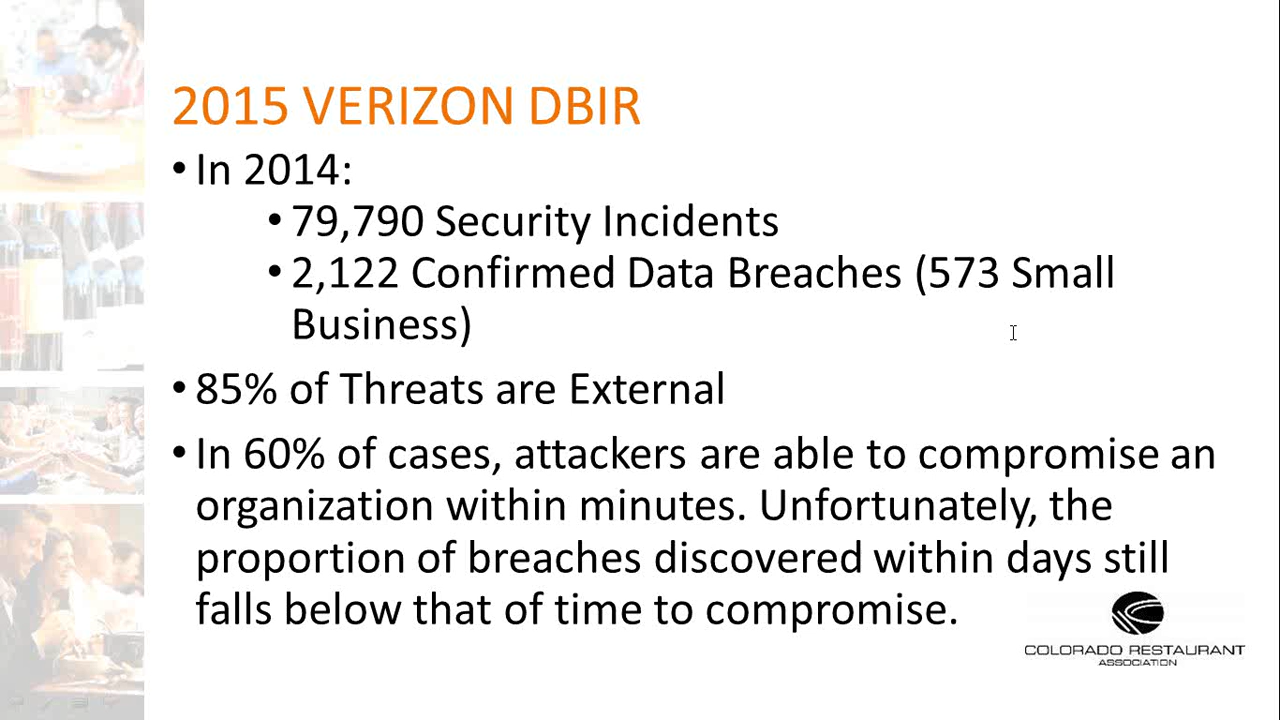 2015 VERIZON DBIR
• In 2014:
• 79,790 Security Incidents
• 2,122 Confirmed Data Breaches (573 Small
Business)
• 85% of Threats are External
• In 60% of cases, attackers are able to compromise an
organization within minutes. Unfortunately, the
proportion of breaches discovered within days still
falls below that of time to compromise.
COLORADO RESTAURANT
ASSOCIATION